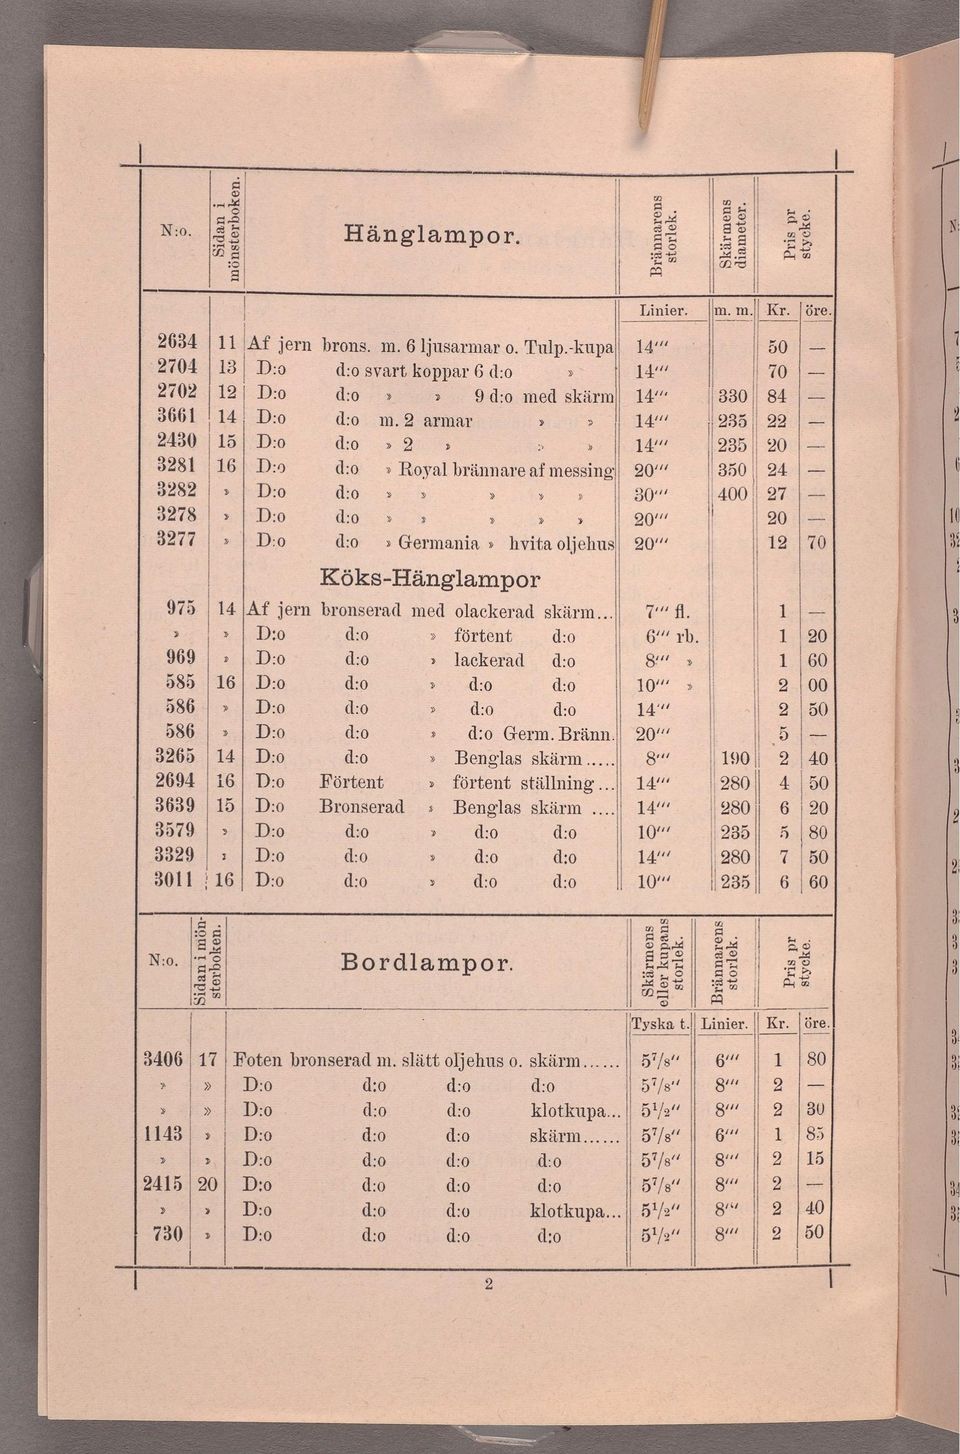 N:o. Sidan i mönsterboken. Hänglampor. Brännarens storlek. Skärmens diameter. Pris pr stycke.
Linier. m. m. Kr. öre.
2634 11 Af jern brons. m. 6 ljusarmar o. Tulp.-kupa 14''' 50 —
2704 13 D:o d:o svart koppar 6 d:o » 14''' 70 —
2702 12 D:o d:o » » 9 d:o med skärm 14''' 330 84 —
3661 14 D:o d:o m. 2 armar » » 14''' 235 22 —
2430 15 D:o d:o » 2 » » » 14''' 235 20 —
3281 16 D:o d:o » Royal brännare af messing 20''' 350 24 —
3282 » D:o d:o » » » » » 30''' 400 27 —
3278 » D:o d:o » » » » » 20''' 20 —
3277 » D:o d:o » Germania » hvita oljehus 20''' 12 70
Köks-Hänglampor
975 14 Af jern bronserad med olackerad skärm... 7''' fl. 1 —
» » D:o d:o » förtent d:o 6''' rb. 1 20
969 » D:o d:o » lackerad d:o 8''' » 1 60
585 16 D:o d:o » d:o d:o 10''' » 2 00
586 » D:o d:o » d:o d:o 14''' 2 50
586 » D:o d:o » d:o Germ. Bränn. 20''' 5 —
3265 14 D:o d:o » Benglas skärm ..... 8''' 190 2 40
2694 16 D:o Förtent » förtent ställning ... 14''' 280 4 50
3639 15 D:o Bronserad » Benglas skärm .... 14''' 280 6 20
3579 » D:o d:o » d:o d:o 10''' 235 5 80
3329 » D:o d:o » d:o d:o 14''' 280 7 50
3011 16 D:o d:o » d:o d:o 10''' 235 6 60
N:o. Sidan i mönsterboken. Bordlampor. Skärmens eller kupans storlek. Brännarens storlek. Pris pr stycke.
Tyska t. Linier. Kr. öre.
3406 17 Foten bronserad m. slätt oljehus o. skärm...... 5⁷/₈" 6''' 1 80
» » D:o d:o d:o d:o 5⁷/₈" 8''' 2 —
» » D:o d:o d:o klotkupa... 5¹/₂" 8''' 2 30
1143 » D:o d:o d:o skärm...... 5⁷/₈" 6''' 1 85
» » D:o d:o d:o d:o 5⁷/₈" 8''' 2 15
2415 20 D:o d:o d:o d:o 5⁷/₈" 8''' 2 —
» » D:o d:o d:o klotkupa... 5¹/₂" 8''' 2 40
730 » D:o d:o d:o d:o 5¹/₂" 8''' 2 50
2